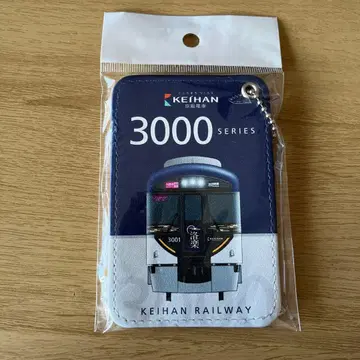 KEIHAN
京阪電車
3000 SERIES
3001
KEIHAN RAILWAY